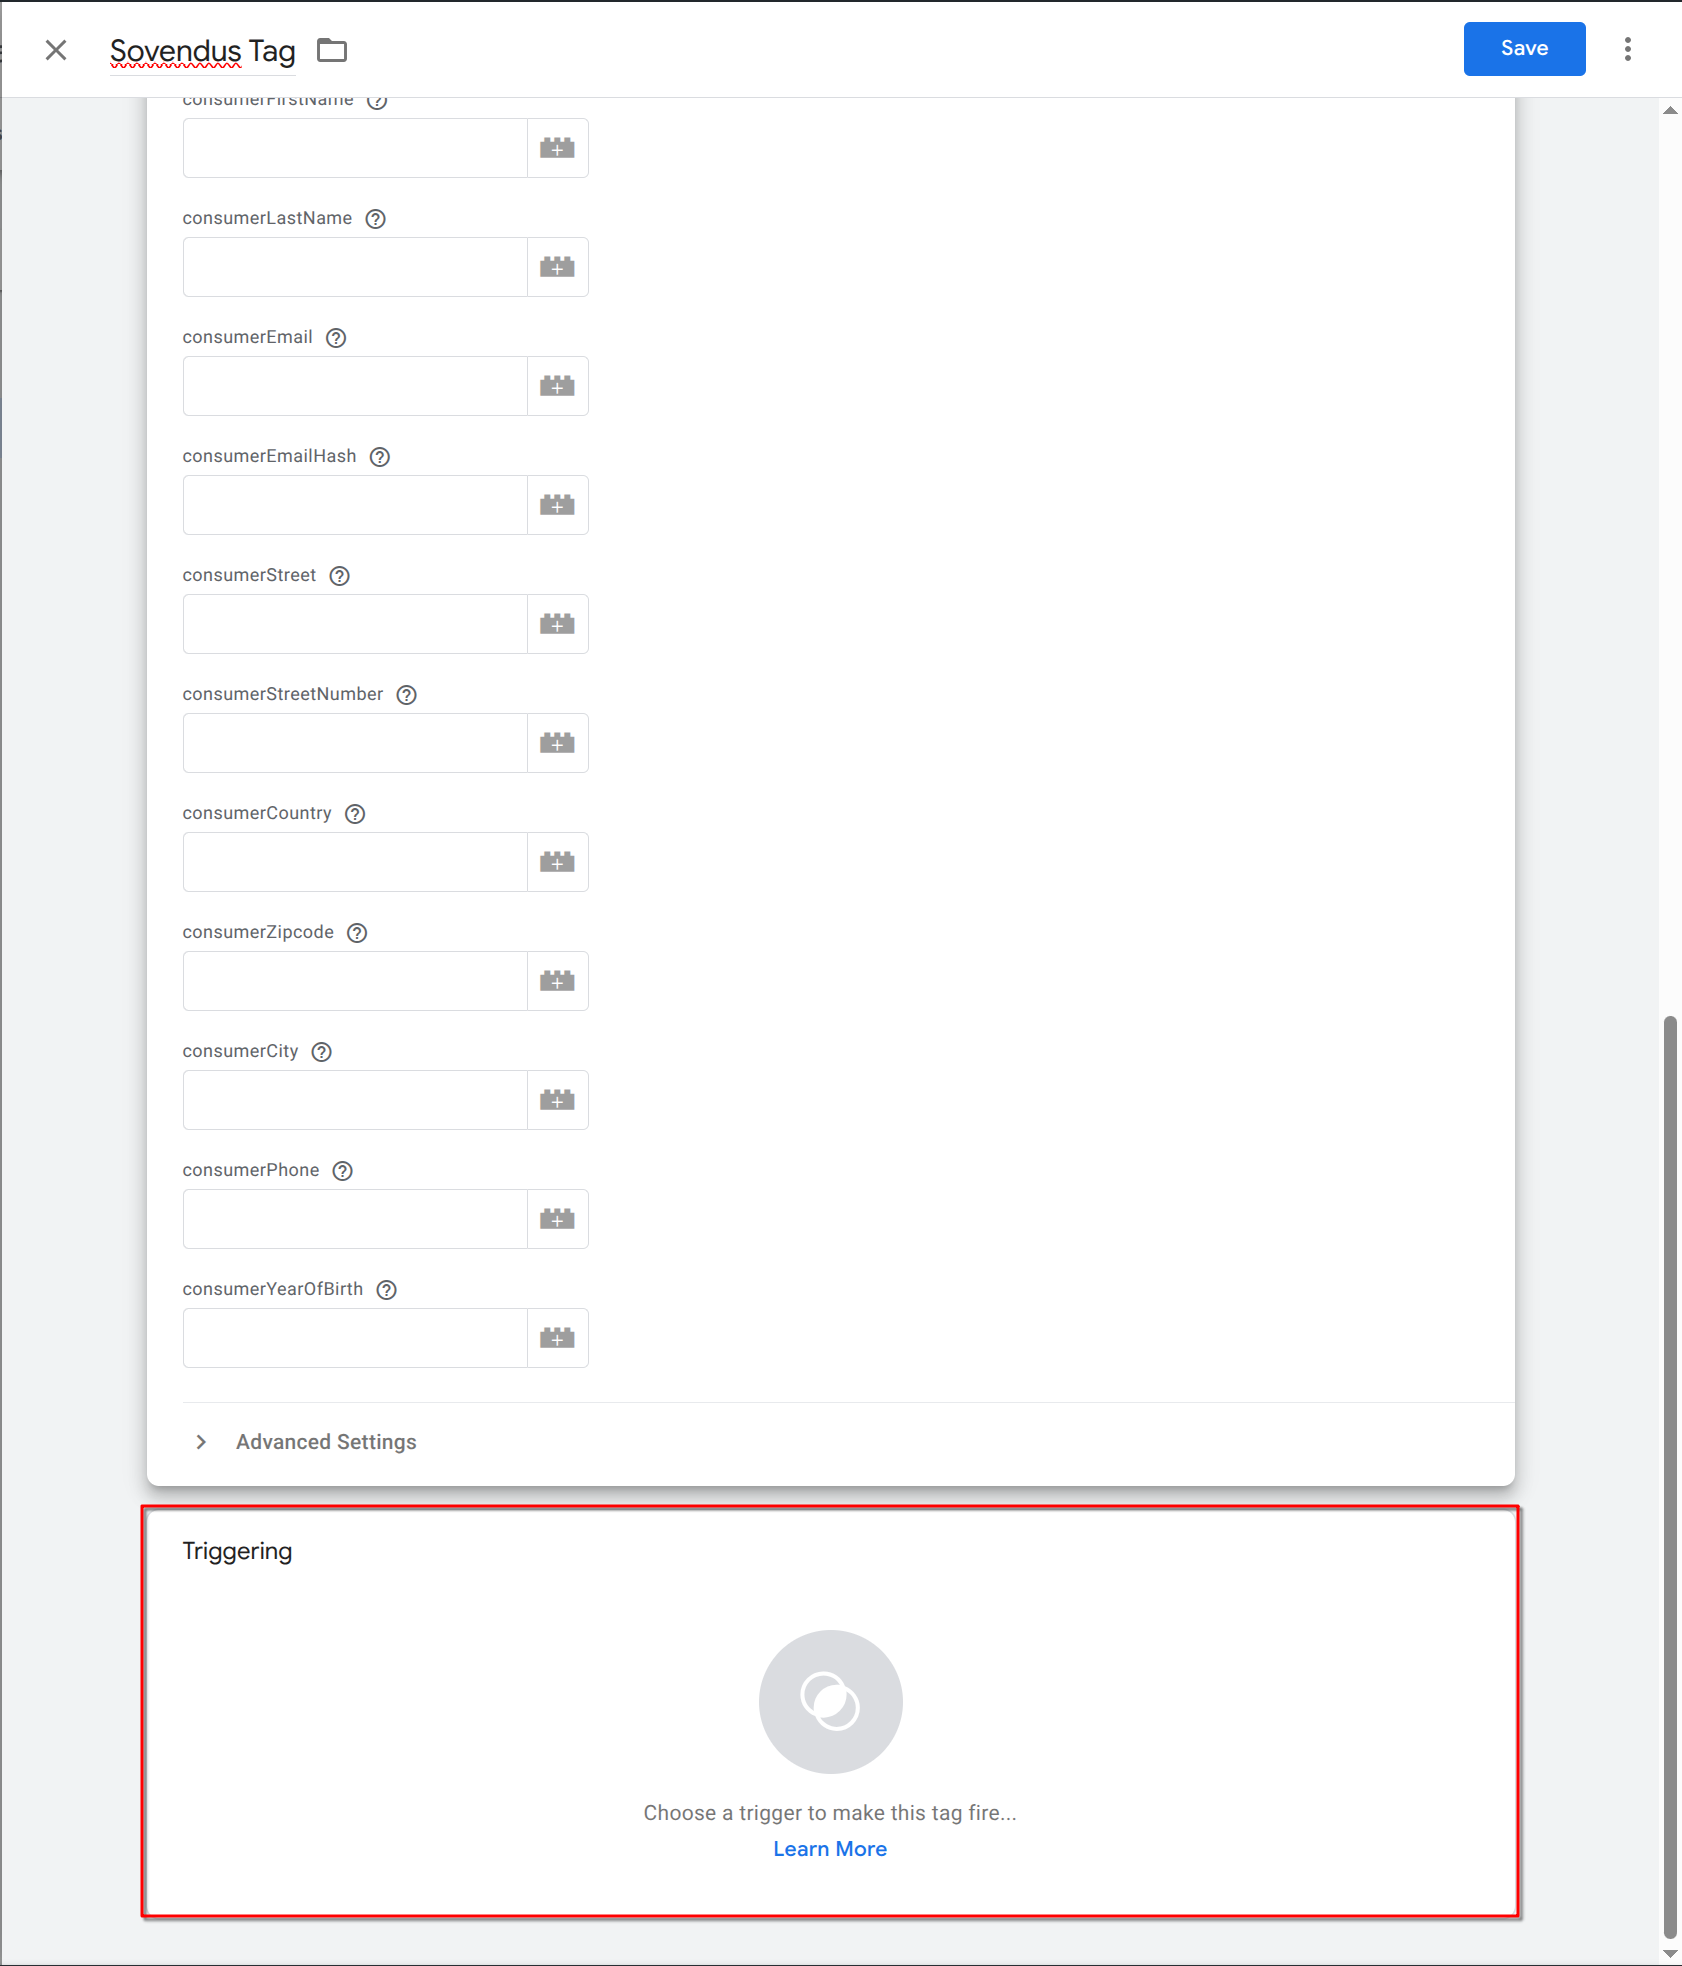 Sovendus Tag
Save
consumerFirstName
consumerLastName
consumerEmail
consumerEmailHash
consumerStreet
consumerStreetNumber
consumerCountry
consumerZipcode
consumerCity
consumerPhone
consumerYearOfBirth
Advanced Settings
Triggering
Choose a trigger to make this tag fire...
Learn More